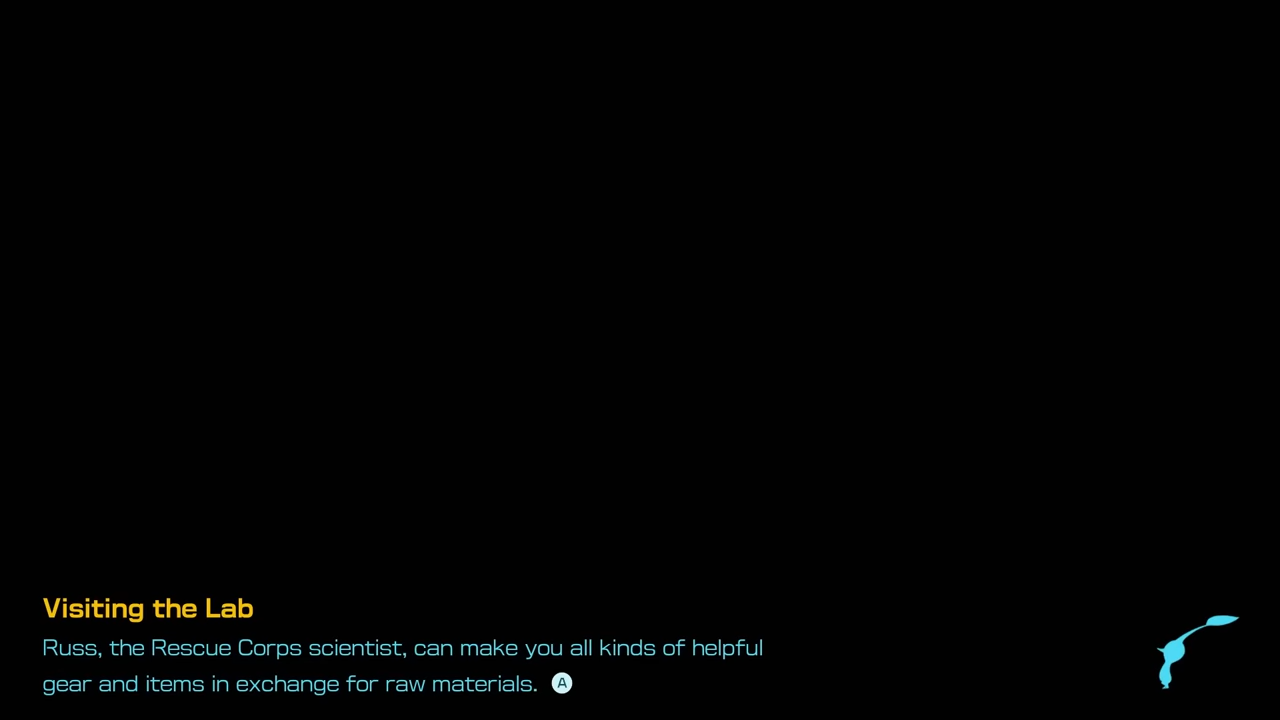 Visiting the Lab
Russ, the Rescue Corps scientist, can make you all kinds of helpful
gear and items in exchange for raw materials. A